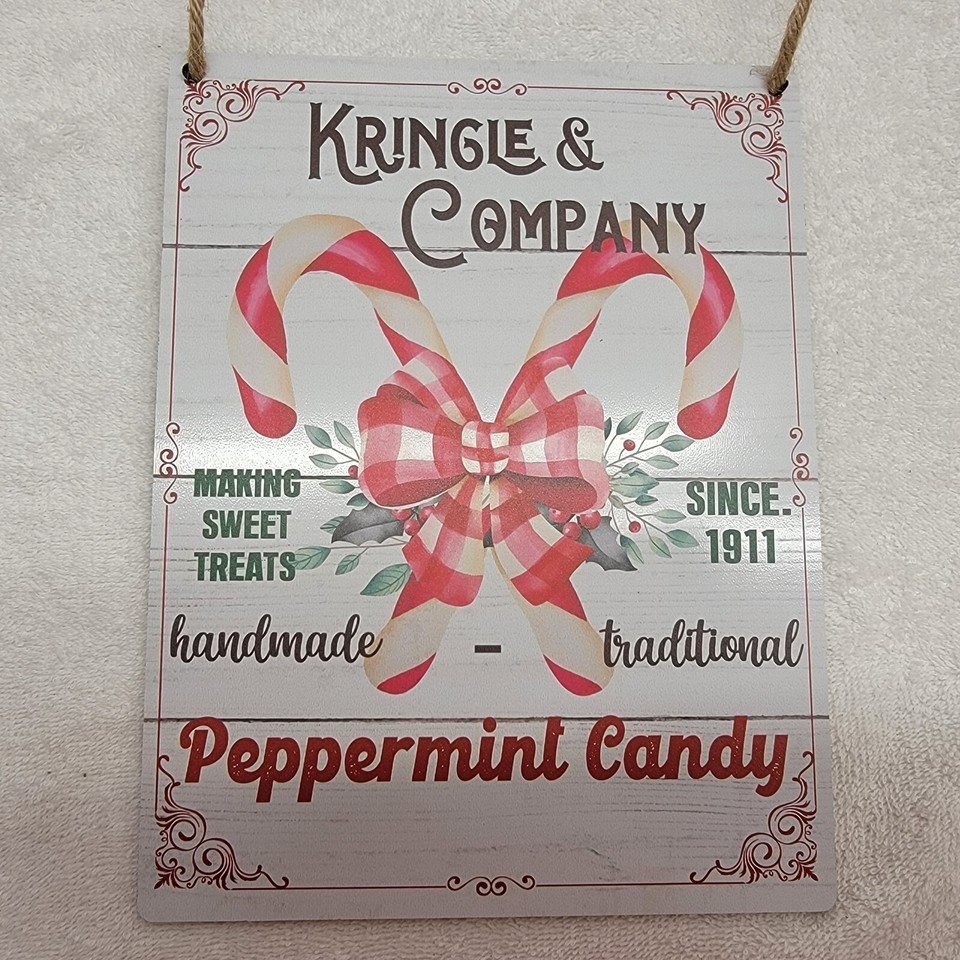 Kringle &
Company
MAKING
SWEET
TREATS
SINCE.
1911
handmade - traditional
Peppermint Candy